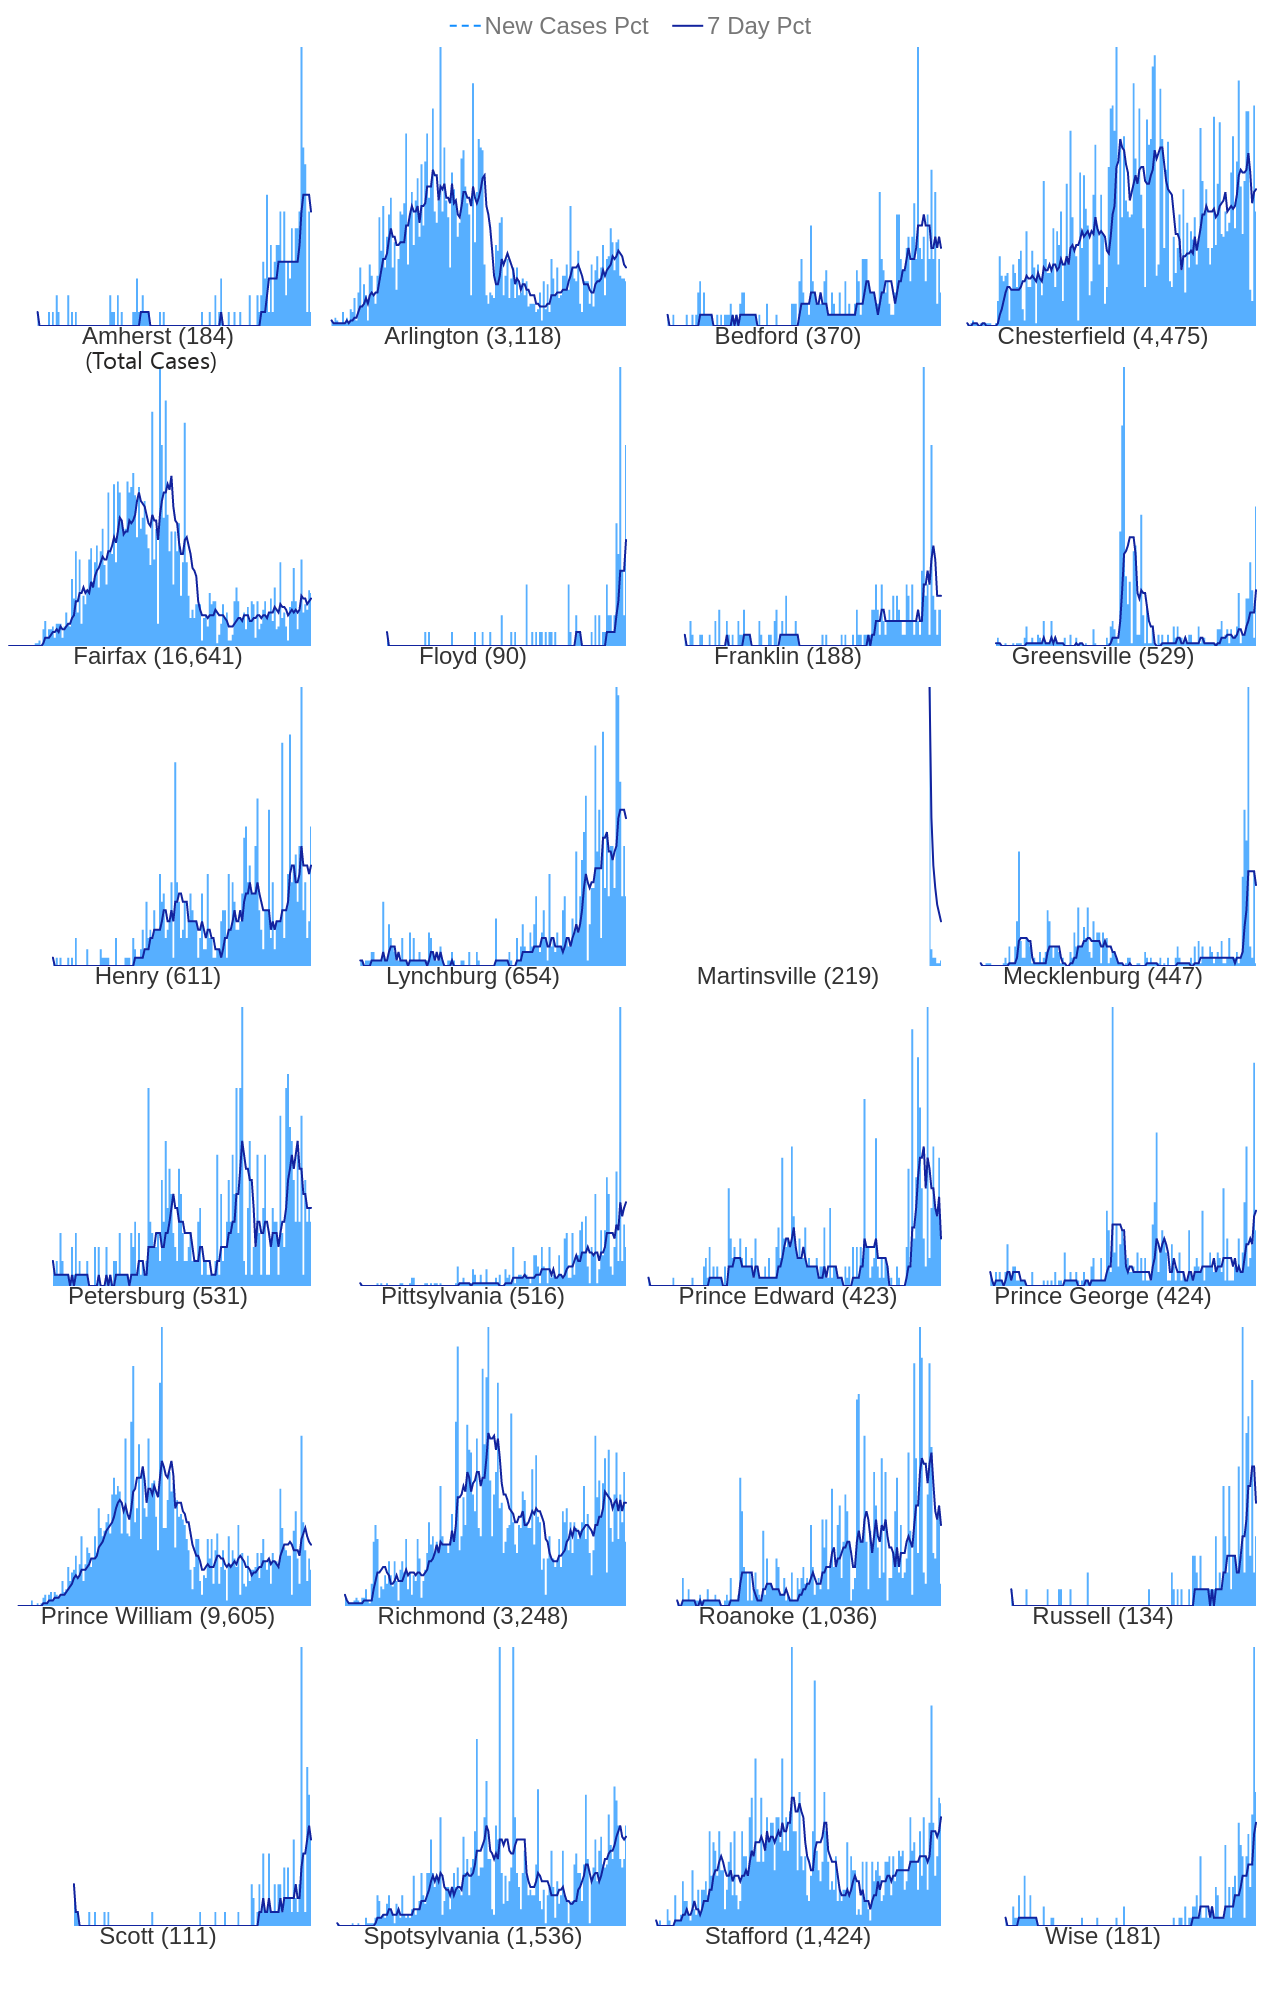 New Cases Pct 7 Day Pct
Amherst (184) Arlington (3,118) Bedford (370) Chesterfield (4,475)
(Total Cases)
Fairfax (16,641) Floyd (90) Franklin (188) Greensville (529)
Henry (611) Lynchburg (654) Martinsville (219) Mecklenburg (447)
Petersburg (531) Pittsylvania (516) Prince Edward (423) Prince George (424)
Prince William (9,605) Richmond (3,248) Roanoke (1,036) Russell (134)
Scott (111) Spotsylvania (1,536) Stafford (1,424) Wise (181)